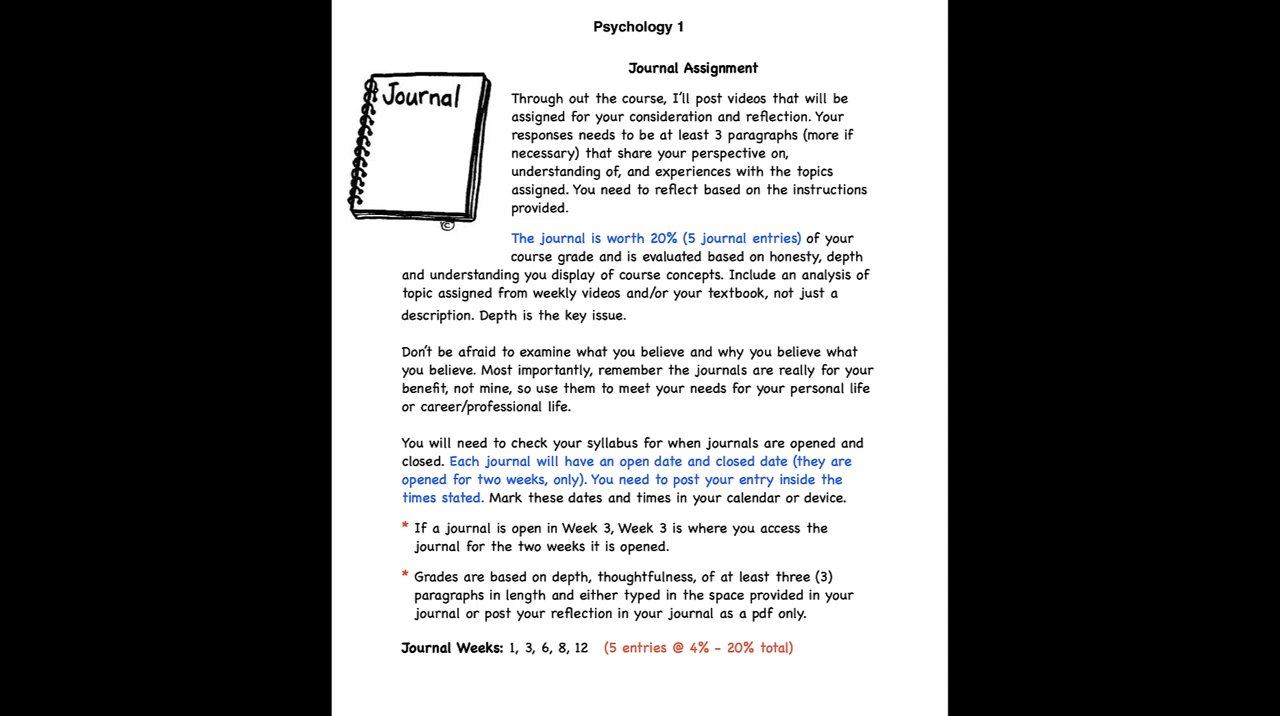 Psychology 1
Journal Assignment
Journal
Through out the course, I'll post videos that will be
assigned for your consideration and reflection. Your
responses needs to be at least 3 paragraphs (more if
necessary) that share your perspective on,
understanding of, and experiences with the topics
assigned. You need to reflect based on the instructions
provided.
©
The journal is worth 20% (5 journal entries) of your
course grade and is evaluated based on honesty, depth
and understanding you display of course concepts. Include an analysis of
topic assigned from weekly videos and/or your textbook, not just a
description. Depth is the key issue.
Don't be afraid to examine what you believe and why you believe what
you believe. Most importantly, remember the journals are really for your
benefit, not mine, so use them to meet your needs for your personal life
or career/professional life.
You will need to check your syllabus for when journals are opened and
closed. Each journal will have an open date and closed date (they are
opened for two weeks, only). You need to post your entry inside the
times stated. Mark these dates and times in your calendar or device.
* If a journal is open in Week 3, Week 3 is where you access the
journal for the two weeks it is opened.
* Grades are based on depth, thoughtfulness, of at least three (3)
paragraphs in length and either typed in the space provided in your
journal or post your reflection in your journal as a pdf only.
Journal Weeks: 1, 3, 6, 8, 12 (5 entries @ 4% - 20% total)